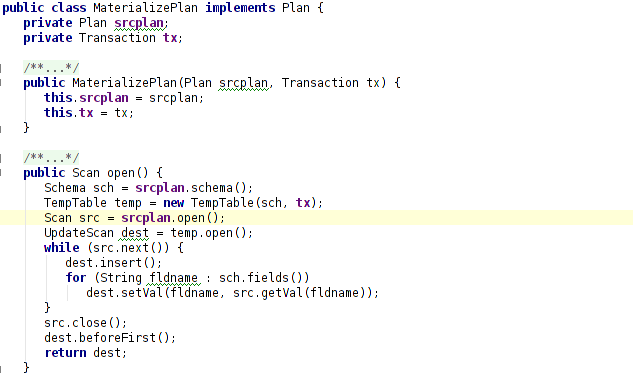 public class MaterializePlan implements Plan {
private Plan srcplan;
private Transaction tx;
/**...*/
public MaterializePlan(Plan srcplan, Transaction tx) {
this.srcplan = srcplan;
this.tx = tx;
}
/**...*/
public Scan open() {
Schema sch = srcplan.schema();
TempTable temp = new TempTable(sch, tx);
Scan src = srcplan.open();
UpdateScan dest = temp.open();
while (src.next()) {
dest.insert();
for (String fldname : sch.fields())
dest.setVal(fldname, src.getVal(fldname));
}
src.close();
dest.beforeFirst();
return dest;
}